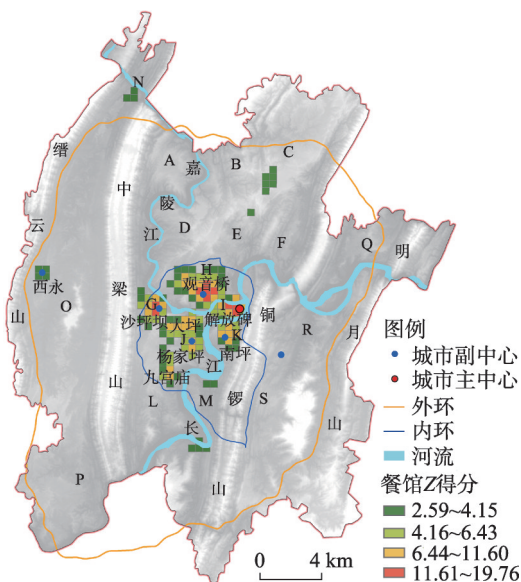 N
A 嘉 B C
缙 中
陵
云 江 D E F Q 明
H
西永 梁 观音桥
山 O G I 铜
沙坪坝 大坪 解放碑 R 月
J K
杨家坪 江 南坪
九宫庙
山 L M 锣 S
长 山
P 山
图例
城市副中心
城市主中心
外环
内环
河流
餐馆Z得分
2.59~4.15
4.16~6.43
6.44~11.60
11.61~19.76
0 4 km